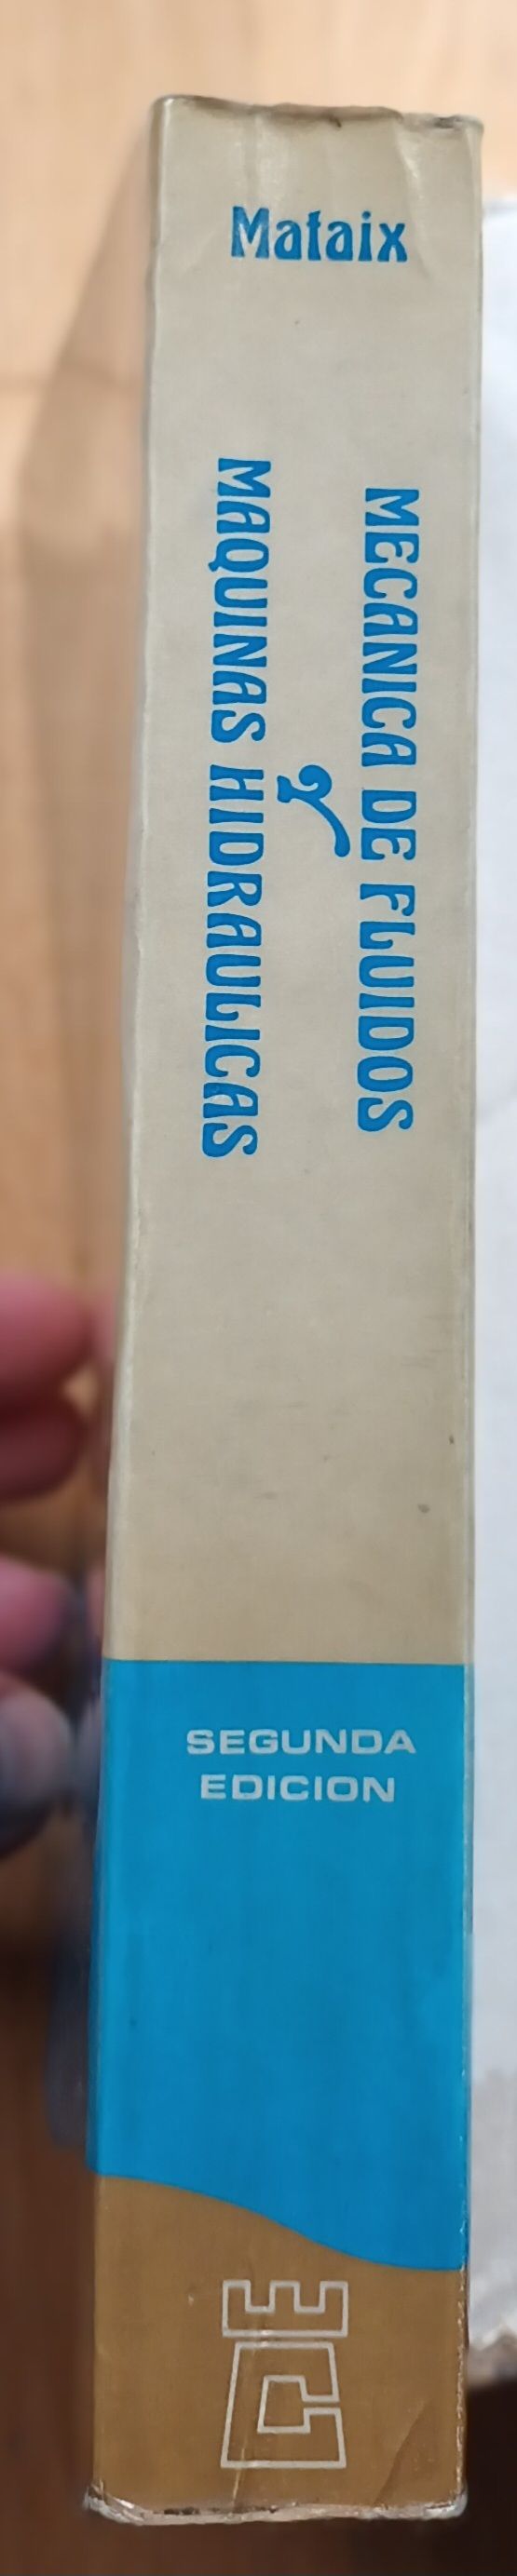 Mataix
MECANICA DE FLUIDOS
Y
MAQUINAS HIDRAULICAS
SEGUNDA
EDICION